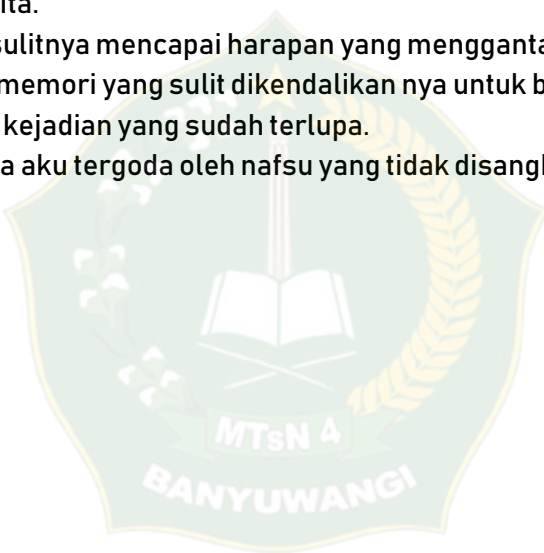 ita.
sulitnya mencapai harapan yang mengganta
memori yang sulit dikendalikan nya untuk b
kejadian yang sudah terlupa.
a aku tergoda oleh nafsu yang tidak disangk
MTsN 4
BANYUWANGI